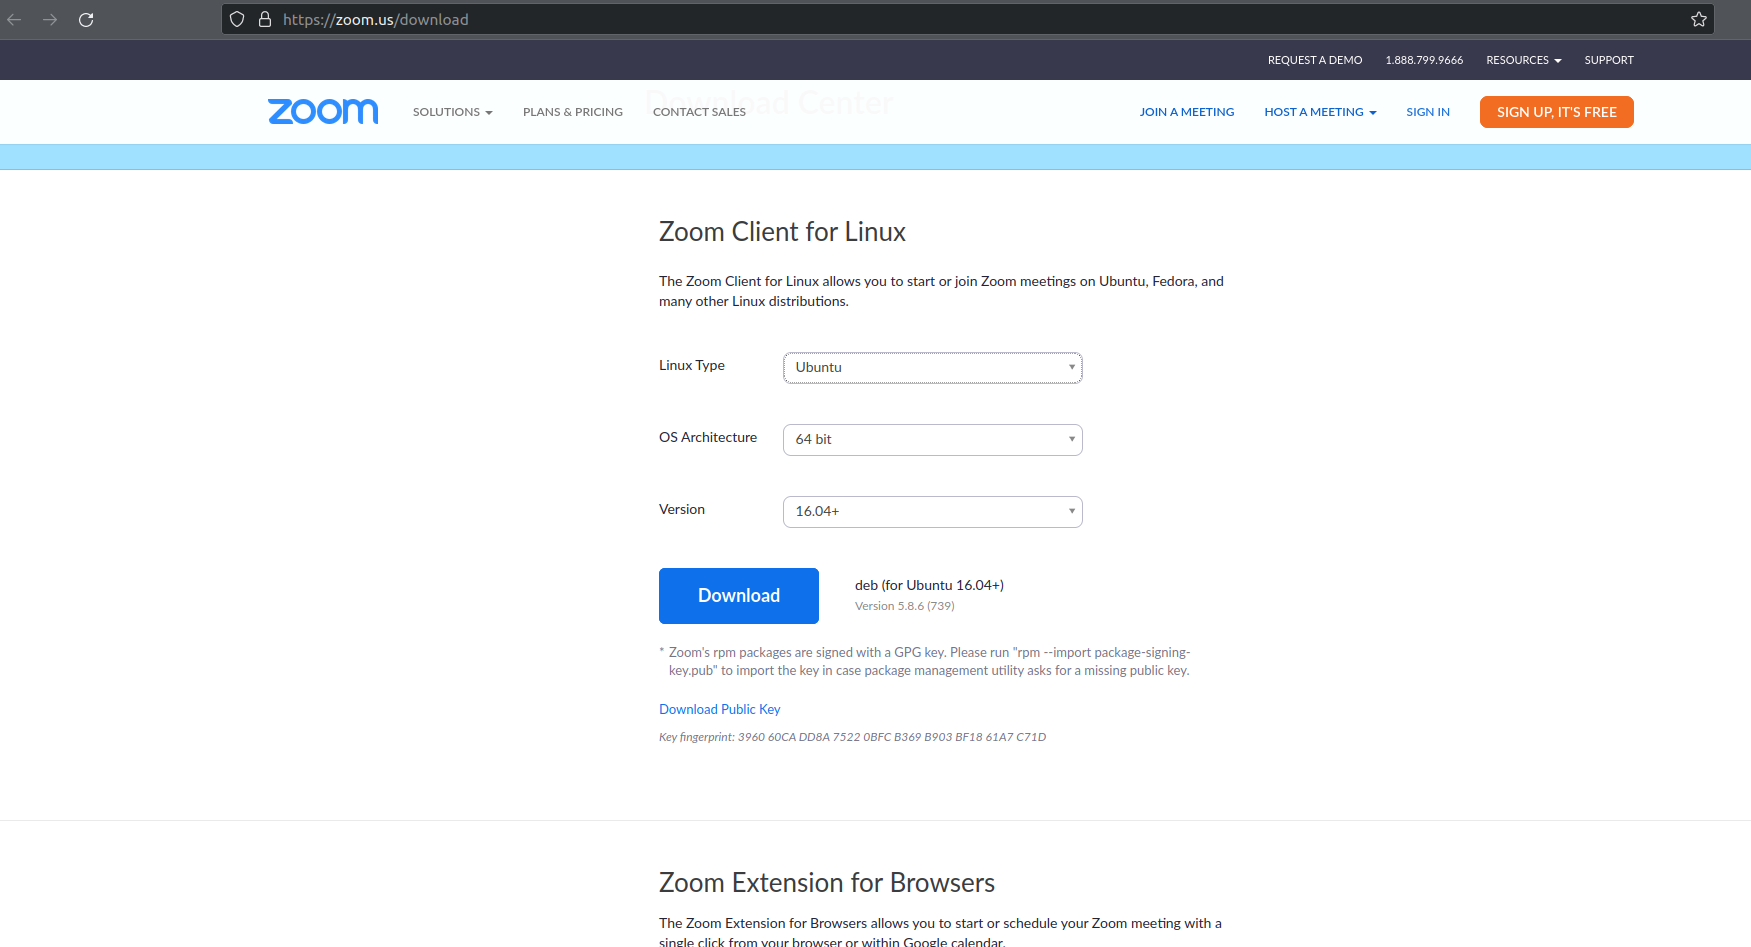 https://zoom.us/download
REQUEST A DEMO 1.888.799.9666 RESOURCES SUPPORT
Download Center
zoom SOLUTIONS PLANS & PRICING CONTACT SALES JOIN A MEETING HOST A MEETING SIGN IN SIGN UP, IT'S FREE
Zoom Client for Linux
The Zoom Client for Linux allows you to start or join Zoom meetings on Ubuntu, Fedora, and
many other Linux distributions.
Linux Type Ubuntu
OS Architecture 64 bit
Version 16.04+
Download deb (for Ubuntu 16.04+)
Version 5.8.6 (739)
* Zoom's rpm packages are signed with a GPG key. Please run "rpm --import package-signing-
key.pub" to import the key in case package management utility asks for a missing public key.
Download Public Key
Key fingerprint: 3960 60CA DD8A 7522 0BFC B369 B903 BF18 61A7 C71D
Zoom Extension for Browsers
The Zoom Extension for Browsers allows you to start or schedule your Zoom meeting with a
single click from your browser or within Google calendar.